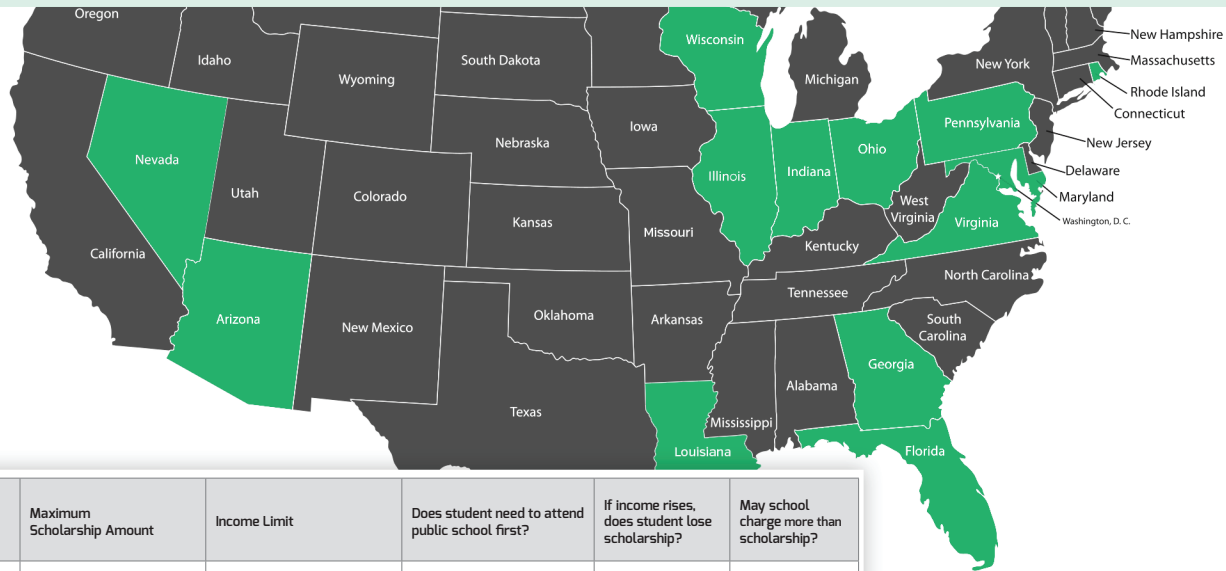 Oregon
Idaho
Wyoming
South Dakota
Wisconsin
Michigan
New York
New Hampshire
Massachusetts
Rhode Island
Connecticut
New Jersey
Delaware
Maryland
Washington, D. C.
Nevada
Utah
Colorado
Nebraska
Iowa
Illinois
Indiana
Ohio
Pennsylvania
West
Virginia
Virginia
California
Kansas
Missouri
Kentucky
Arizona
New Mexico
Oklahoma
Arkansas
Tennessee
North Carolina
South
Carolina
Texas
Louisiana
Mississippi
Alabama
Georgia
Florida
Maximum
Scholarship Amount
Income Limit
Does student need to attend
public school first?
If income rises,
does student lose
scholarship?
May school
charge more than
scholarship?